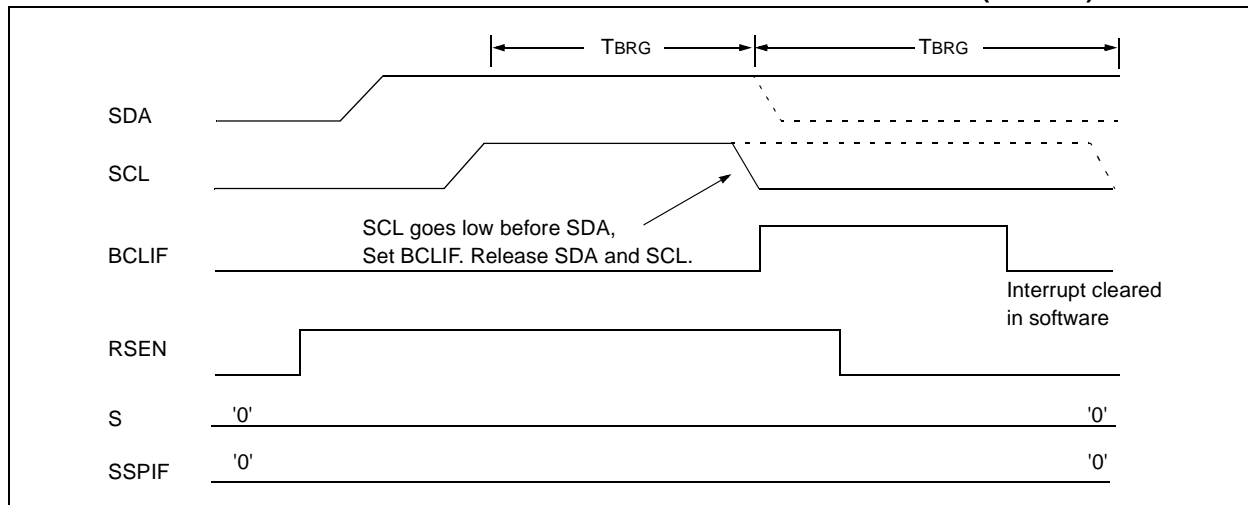 TBRG TBRG
SDA
SCL
SCL goes low before SDA,
Set BCLIF. Release SDA and SCL.
BCLIF
Interrupt cleared
in software
RSEN
S '0' '0'
SSPIF '0' '0'